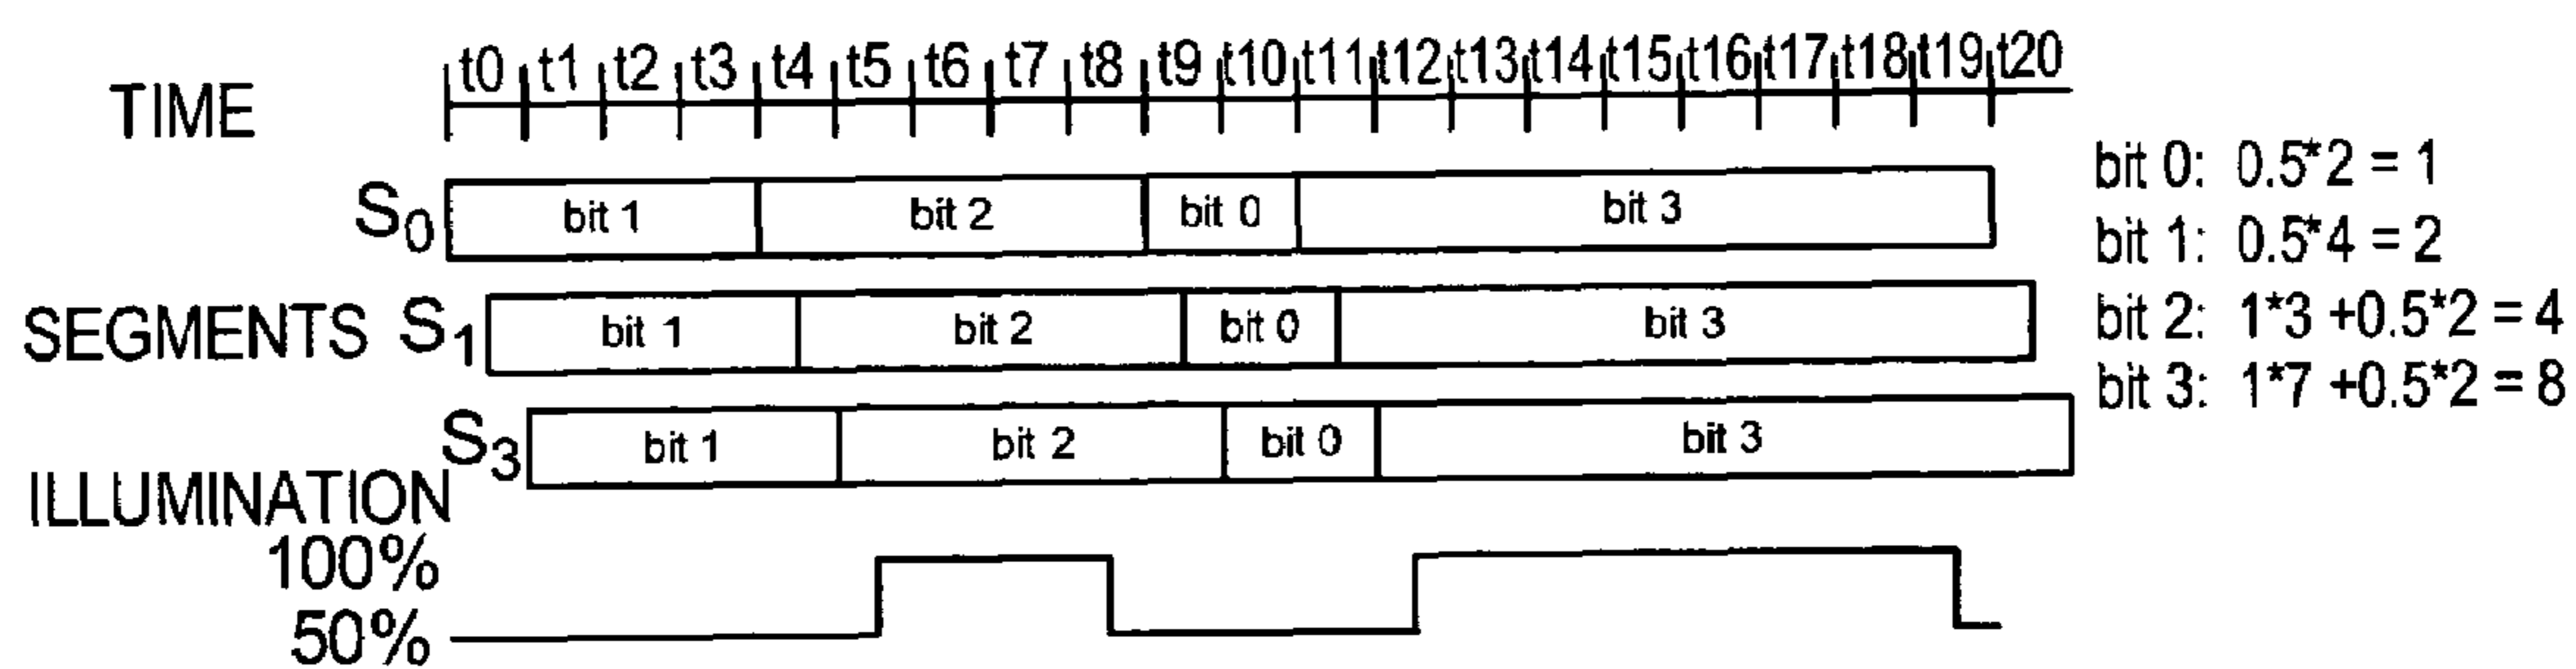 TIME t0 t1 t2 t3 t4 t5 t6 t7 t8 t9 t10 t11 t12 t13 t14 t15 t16 t17 t18 t19 t20
S0 bit 1 bit 2 bit 0 bit 3
SEGMENTS S1 bit 1 bit 2 bit 0 bit 3
S3 bit 1 bit 2 bit 0 bit 3
ILLUMINATION
100%
50%
bit 0: 0.5*2 = 1
bit 1: 0.5*4 = 2
bit 2: 1*3 +0.5*2 = 4
bit 3: 1*7 +0.5*2 = 8